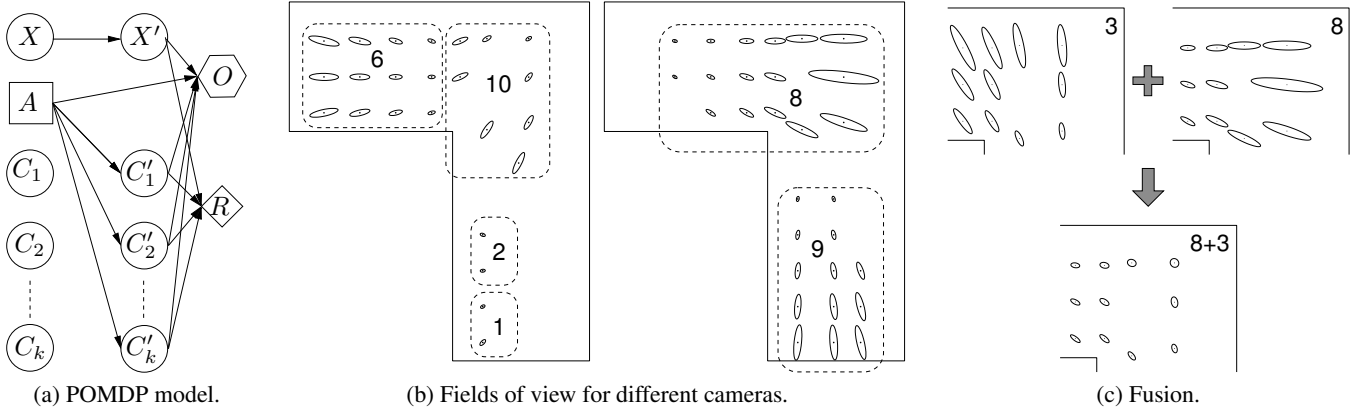 X X′ O
A
C₁ C′₁
R
C₂ C′₂
Cₖ C′ₖ
6 10
2
1
8
9
3
8
8+3
(a) POMDP model.
(b) Fields of view for different cameras.
(c) Fusion.